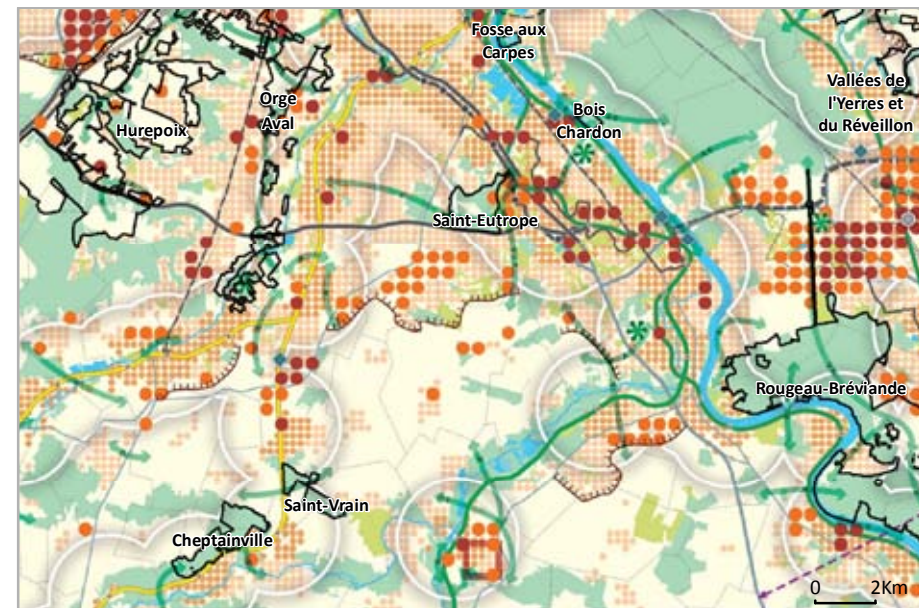 Fosse aux
Carpes
Vallées de
l'Yerres et
du Réveillon
Orge
Aval
Hurepoix
Bois
Chardon
Saint-Eutrope
Rougeau-Bréviande
Saint-Vrain
Cheptainville
0 2Km